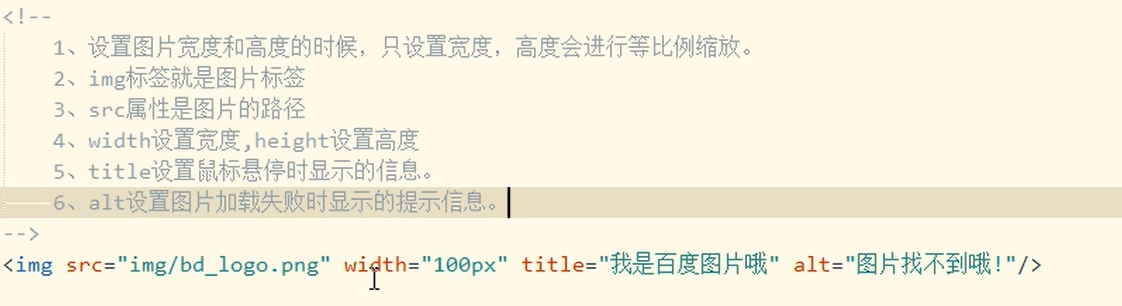 <!--
1、设置图片宽度和高度的时候，只设置宽度，高度会进行等比例缩放。
2、img标签就是图片标签
3、src属性是图片的路径
4、width设置宽度,height设置高度
5、title设置鼠标悬停时显示的信息。
6、alt设置图片加载失败时显示的提示信息。
-->
<img src="img/bd_logo.png" width="100px" title="我是百度图片哦" alt="图片找不到哦!"/>